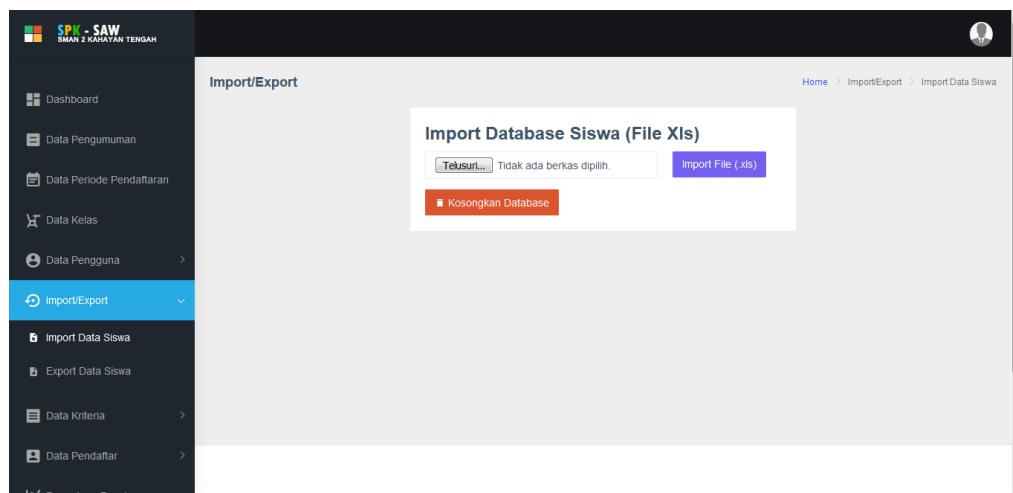 SPK - SAW
SMAN 2 KAHAYAN TENGAH
Dashboard
Data Pengumuman
Data Periode Pendaftaran
Data Kelas
Data Pengguna
Import/Export
Import Data Siswa
Export Data Siswa
Data Kriteria
Data Pendaftar
Import/Export
Home > Import/Export > Import Data Siswa
Import Database Siswa (File Xls)
Telusuri... Tidak ada berkas dipilih.
Import File (.xls)
Kosongkan Database